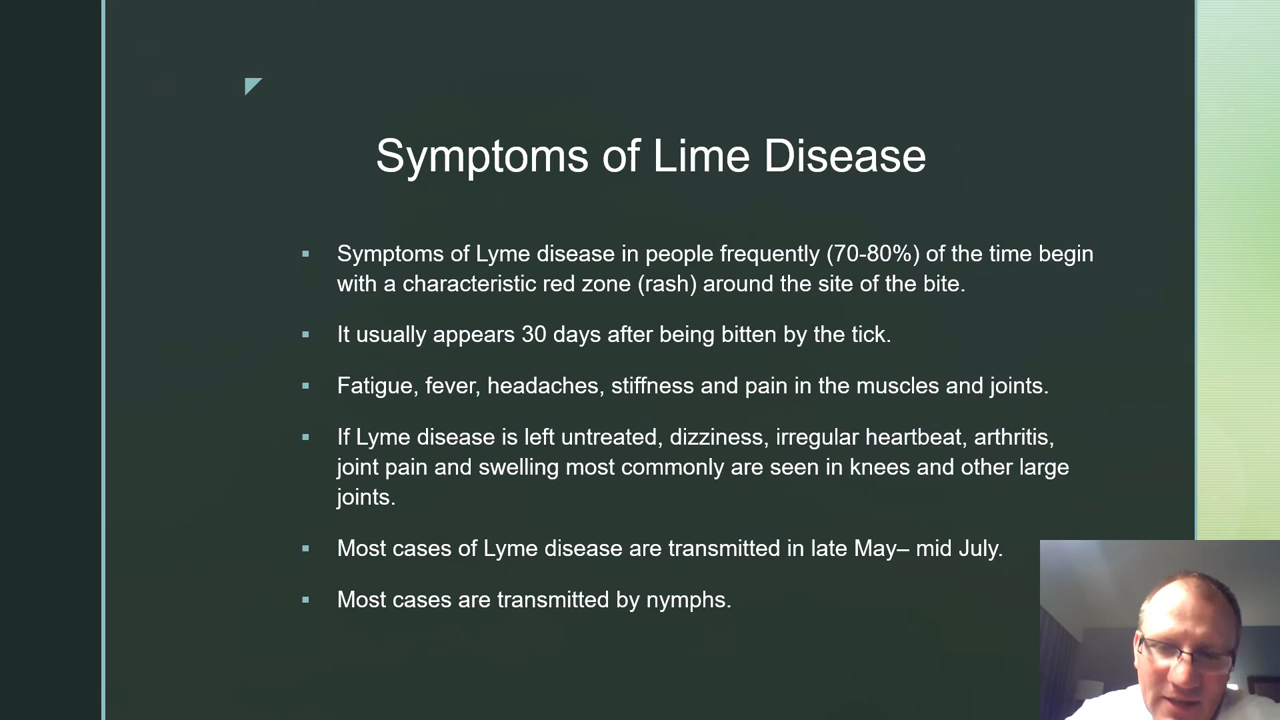 Symptoms of Lime Disease
Symptoms of Lyme disease in people frequently (70-80%) of the time begin
with a characteristic red zone (rash) around the site of the bite.
It usually appears 30 days after being bitten by the tick.
Fatigue, fever, headaches, stiffness and pain in the muscles and joints.
If Lyme disease is left untreated, dizziness, irregular heartbeat, arthritis,
joint pain and swelling most commonly are seen in knees and other large
joints.
Most cases of Lyme disease are transmitted in late May– mid July.
Most cases are transmitted by nymphs.